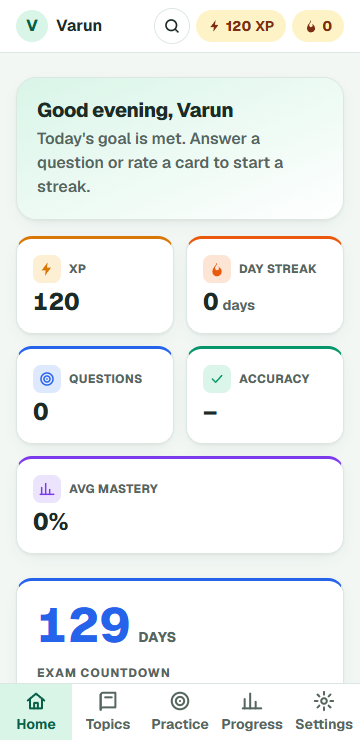 V Varun 120 XP 0
Good evening, Varun
Today's goal is met. Answer a
question or rate a card to start a
streak.
XP
120
DAY STREAK
0 days
QUESTIONS
0
ACCURACY
–
AVG MASTERY
0%
129 DAYS
EXAM COUNTDOWN
Home Topics Practice Progress Settings